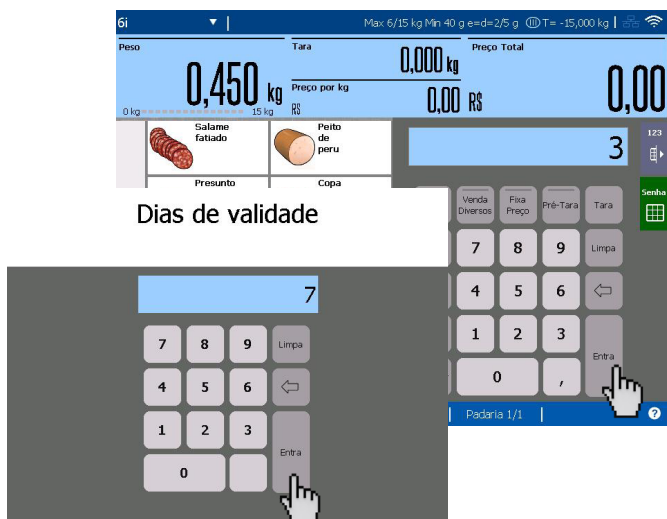 6i ▼ | Max 6/15 kg Min 40 g e=d=2/5 g Ⅲ T= -15,000 kg |
Peso
0,450 kg
0 kg 15 kg
Tara
0,000 kg
Preço por kg
R$ 0,00
Preço Total
R$ 0,00
Salame
fatiado
Peito
de
peru
Presunto
Copa
3
123
Senha
Venda
Diversos
Fixa
Preço
Pré-Tara
Tara
7 8 9 Limpa
4 5 6
1 2 3
Entra
0 ,
Padaria 1/1 | ?
Dias de validade
7
7 8 9 Limpa
4 5 6
1 2 3
Entra
0